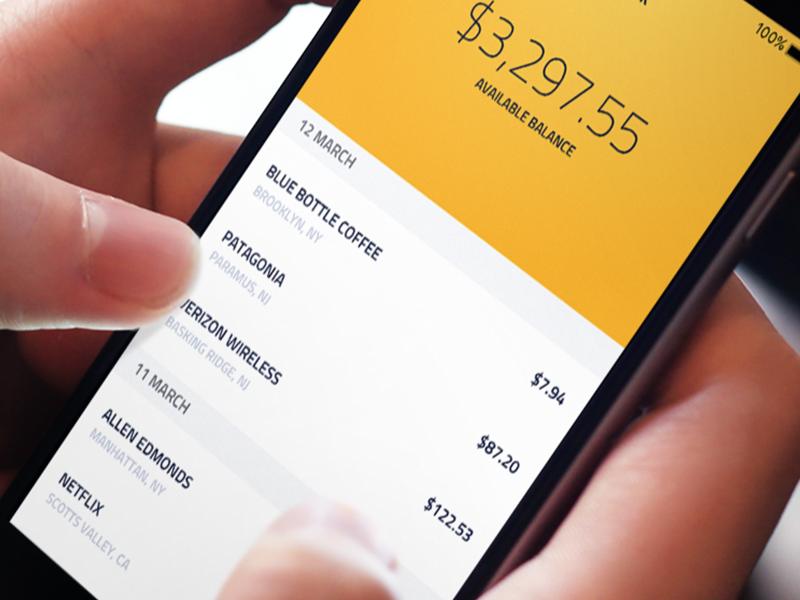 100%
$3,297.55
AVAILABLE BALANCE
12 MARCH
BLUE BOTTLE COFFEE
BROOKLYN, NY
$7.94
PATAGONIA
PARAMUS, NJ
$87.20
VERIZON WIRELESS
BASKING RIDGE, NJ
$122.53
11 MARCH
ALLEN EDMONDS
MANHATTAN, NY
NETFLIX
SCOTTS VALLEY, CA